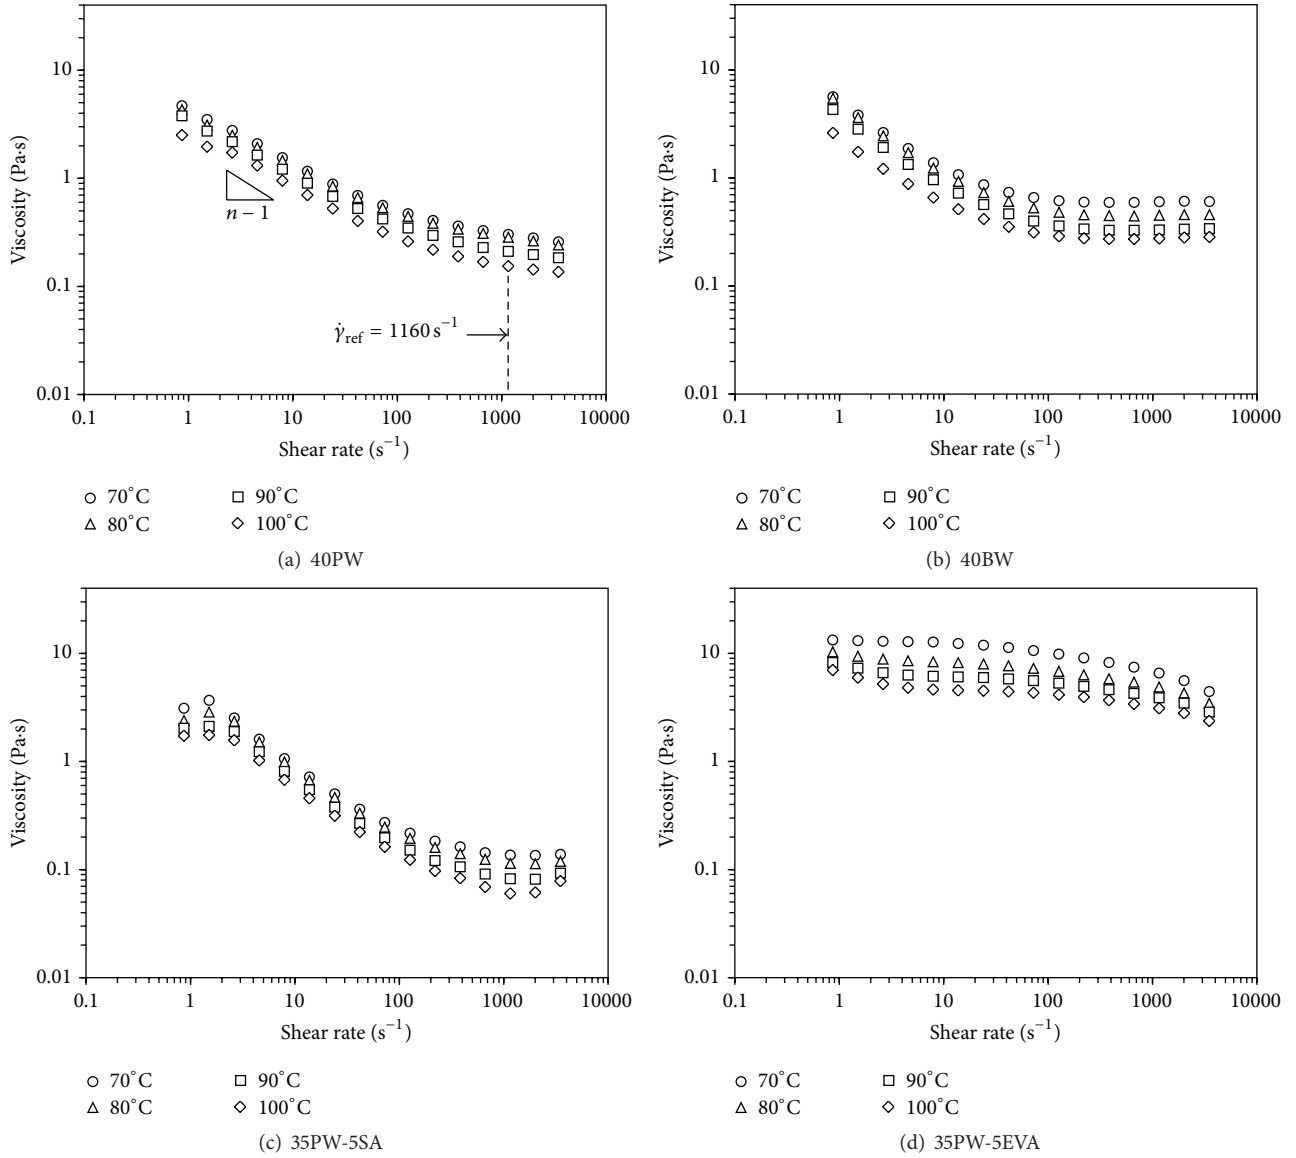 Viscosity (Pa·s)
10
1
0.1
0.01
n − 1
γ̇ref = 1160 s−1
0.1 1 10 100 1000 10000
Shear rate (s−1)
70°C 90°C
80°C 100°C
(a) 40PW
Viscosity (Pa·s)
10
1
0.1
0.01
0.1 1 10 100 1000 10000
Shear rate (s−1)
70°C 90°C
80°C 100°C
(b) 40BW
Viscosity (Pa·s)
10
1
0.1
0.01
0.1 1 10 100 1000 10000
Shear rate (s−1)
70°C 90°C
80°C 100°C
(c) 35PW-5SA
Viscosity (Pa·s)
10
1
0.1
0.01
0.1 1 10 100 1000 10000
Shear rate (s−1)
70°C 90°C
80°C 100°C
(d) 35PW-5EVA